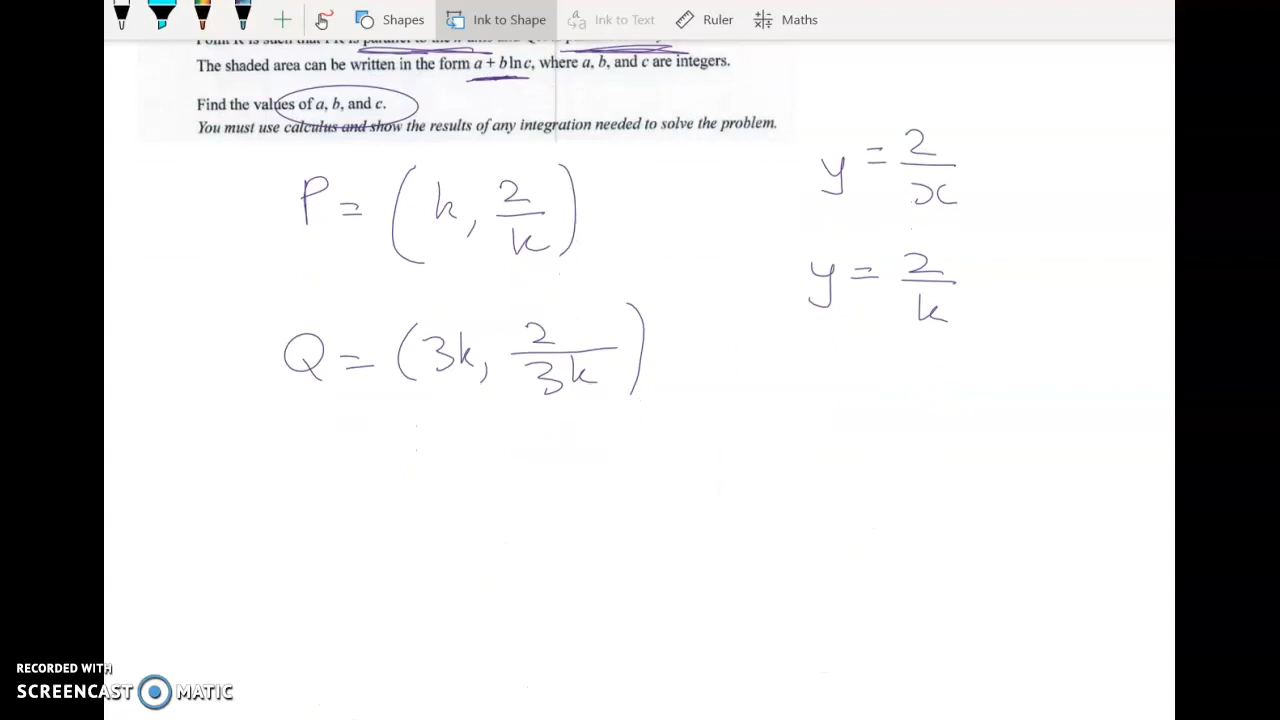 Shapes Ink to Shape Ink to Text Ruler Maths
The shaded area can be written in the form a + b ln c, where a, b, and c are integers.
Find the values of a, b, and c.
You must use calculus and show the results of any integration needed to solve the problem.
P = (k, 2/k)
y = 2/x
y = 2/k
Q = (3k, 2/3k)
RECORDED WITH
SCREENCAST MATIC